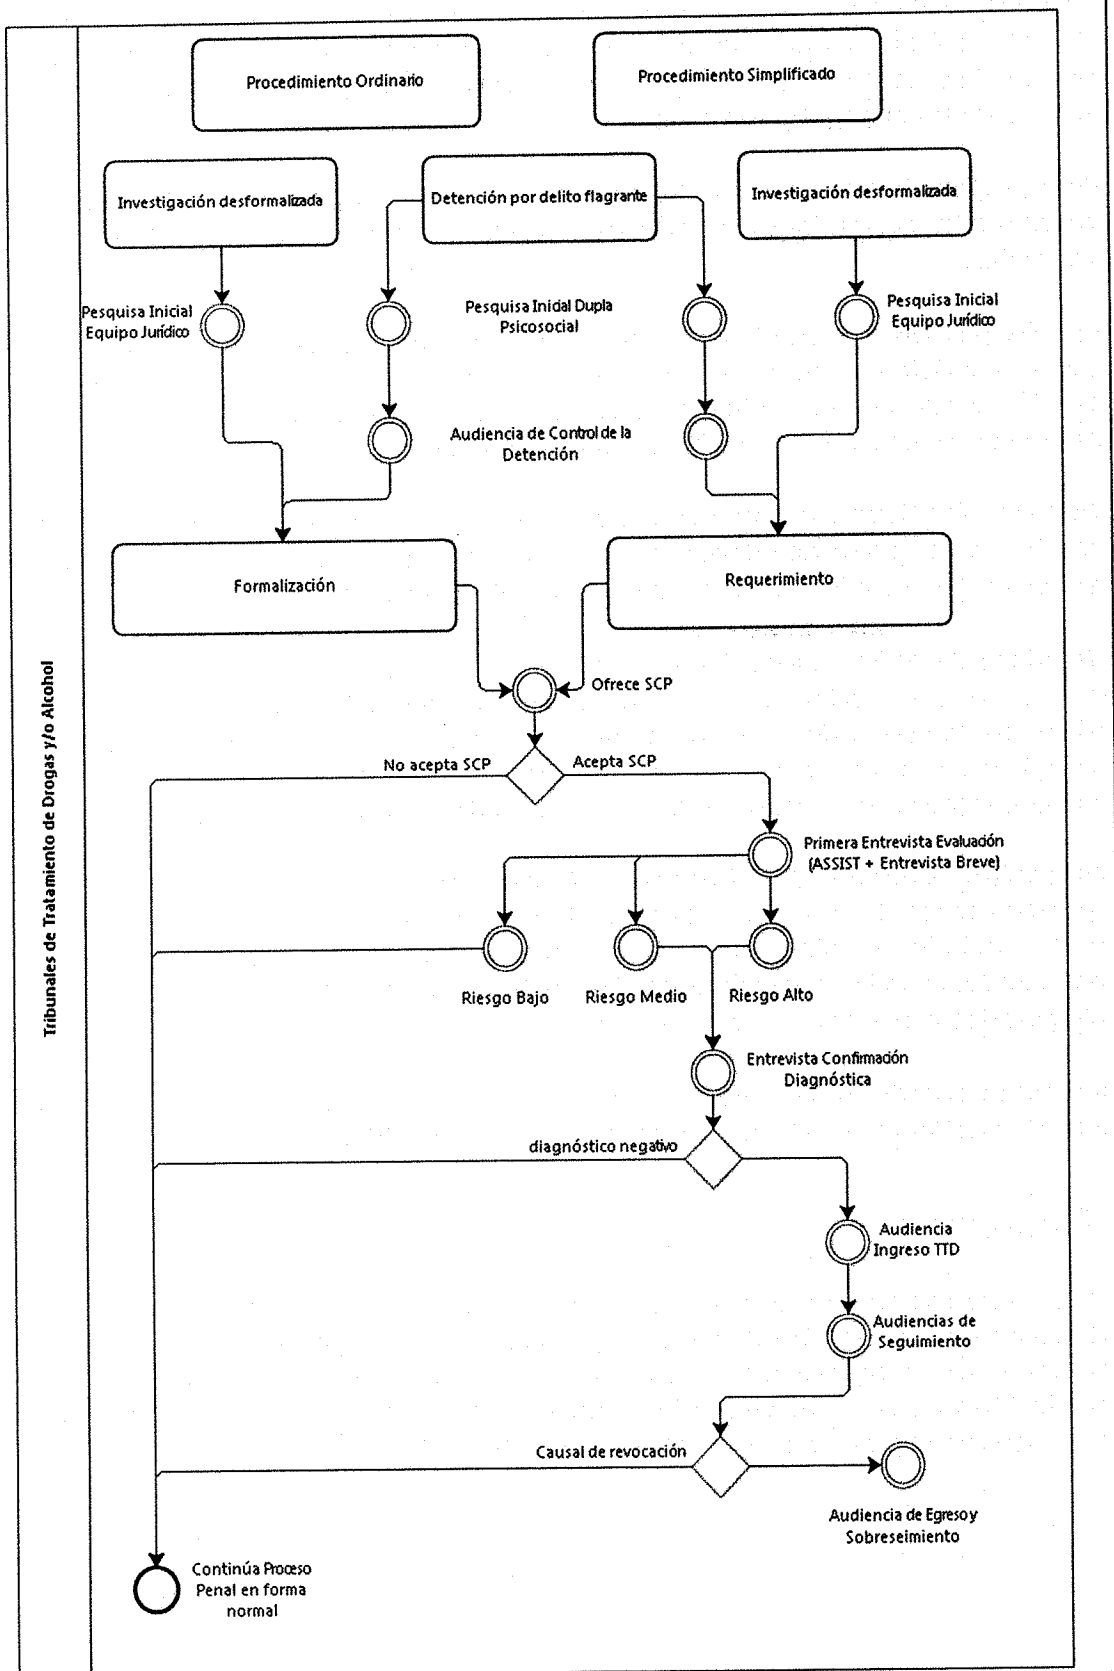 Tribunales de Tratamiento de Drogas y/o Alcohol
Procedimiento Ordinario
Procedimiento Simplificado
Investigación desformalizada
Detención por delito flagrante
Investigación desformalizada
Pesquisa Inicial
Equipo Jurídico
Pesquisa Inicial Dupla
Psicosocial
Pesquisa Inicial
Equipo Jurídico
Audiencia de Control de la
Detención
Formalización
Requerimiento
Ofrece SCP
No acepta SCP
Acepta SCP
Primera Entrevista Evaluación
(ASSIST + Entrevista Breve)
Riesgo Bajo
Riesgo Medio
Riesgo Alto
Entrevista Confirmación
Diagnóstica
diagnóstico negativo
Audiencia
Ingreso TTD
Audiencias de
Seguimiento
Causal de revocación
Audiencia de Egreso y
Sobreseimiento
Continúa Proceso
Penal en forma
normal